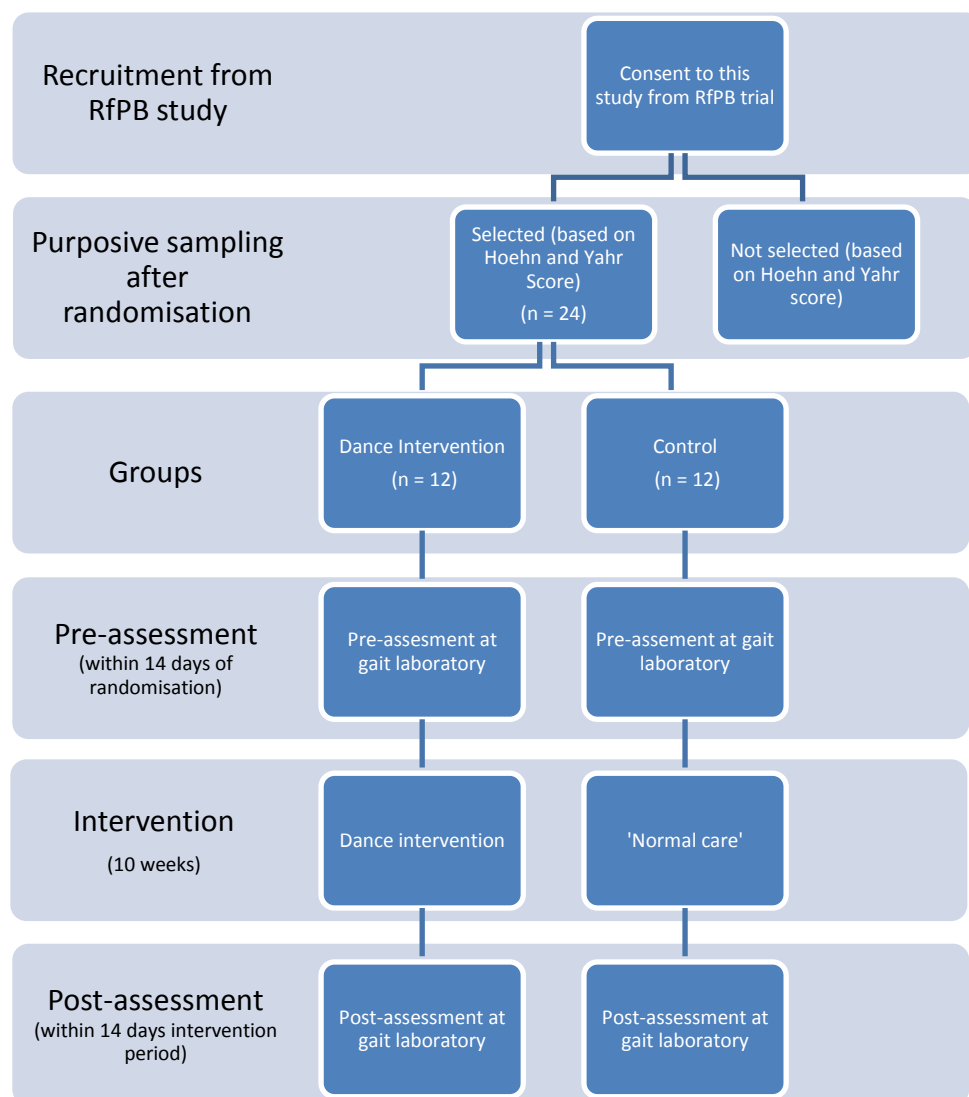 Recruitment from
RfPB study
Consent to this
study from RfPB trial
Purposive sampling
after
randomisation
Selected (based on
Hoehn and Yahr
Score)
(n = 24)
Not selected (based
on Hoehn and Yahr
score)
Groups
Dance Intervention
(n = 12)
Control
(n = 12)
Pre-assessment
(within 14 days of
randomisation)
Pre-assesment at
gait laboratory
Pre-assement at gait
laboratory
Intervention
(10 weeks)
Dance intervention
'Normal care'
Post-assessment
(within 14 days intervention
period)
Post-assessment at
gait laboratory
Post-assessment at
gait laboratory